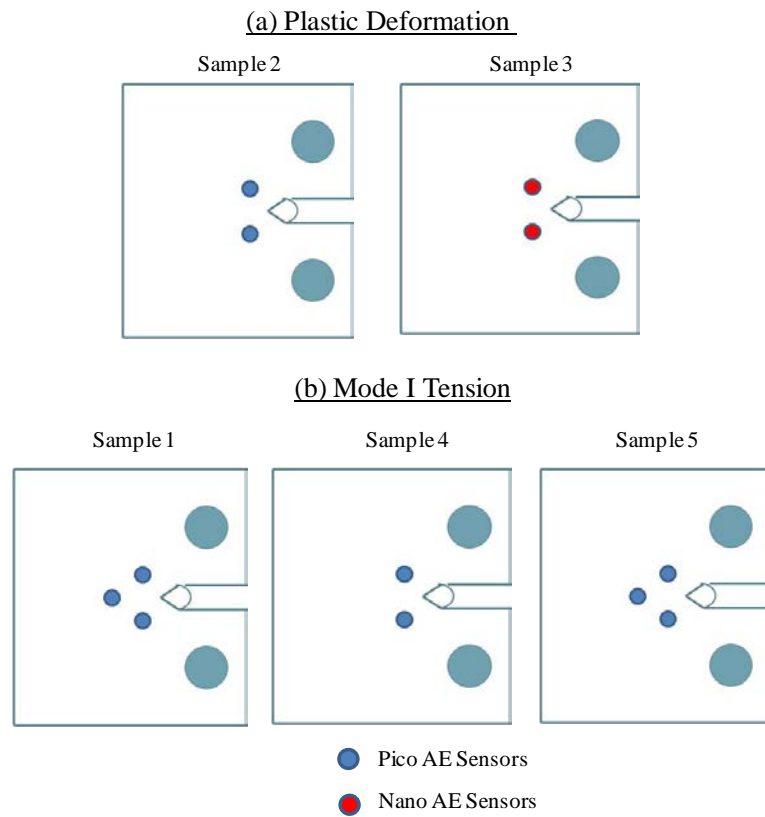 (a) Plastic Deformation
Sample 2
Sample 3
(b) Mode I Tension
Sample 1
Sample 4
Sample 5
Pico AE Sensors
Nano AE Sensors